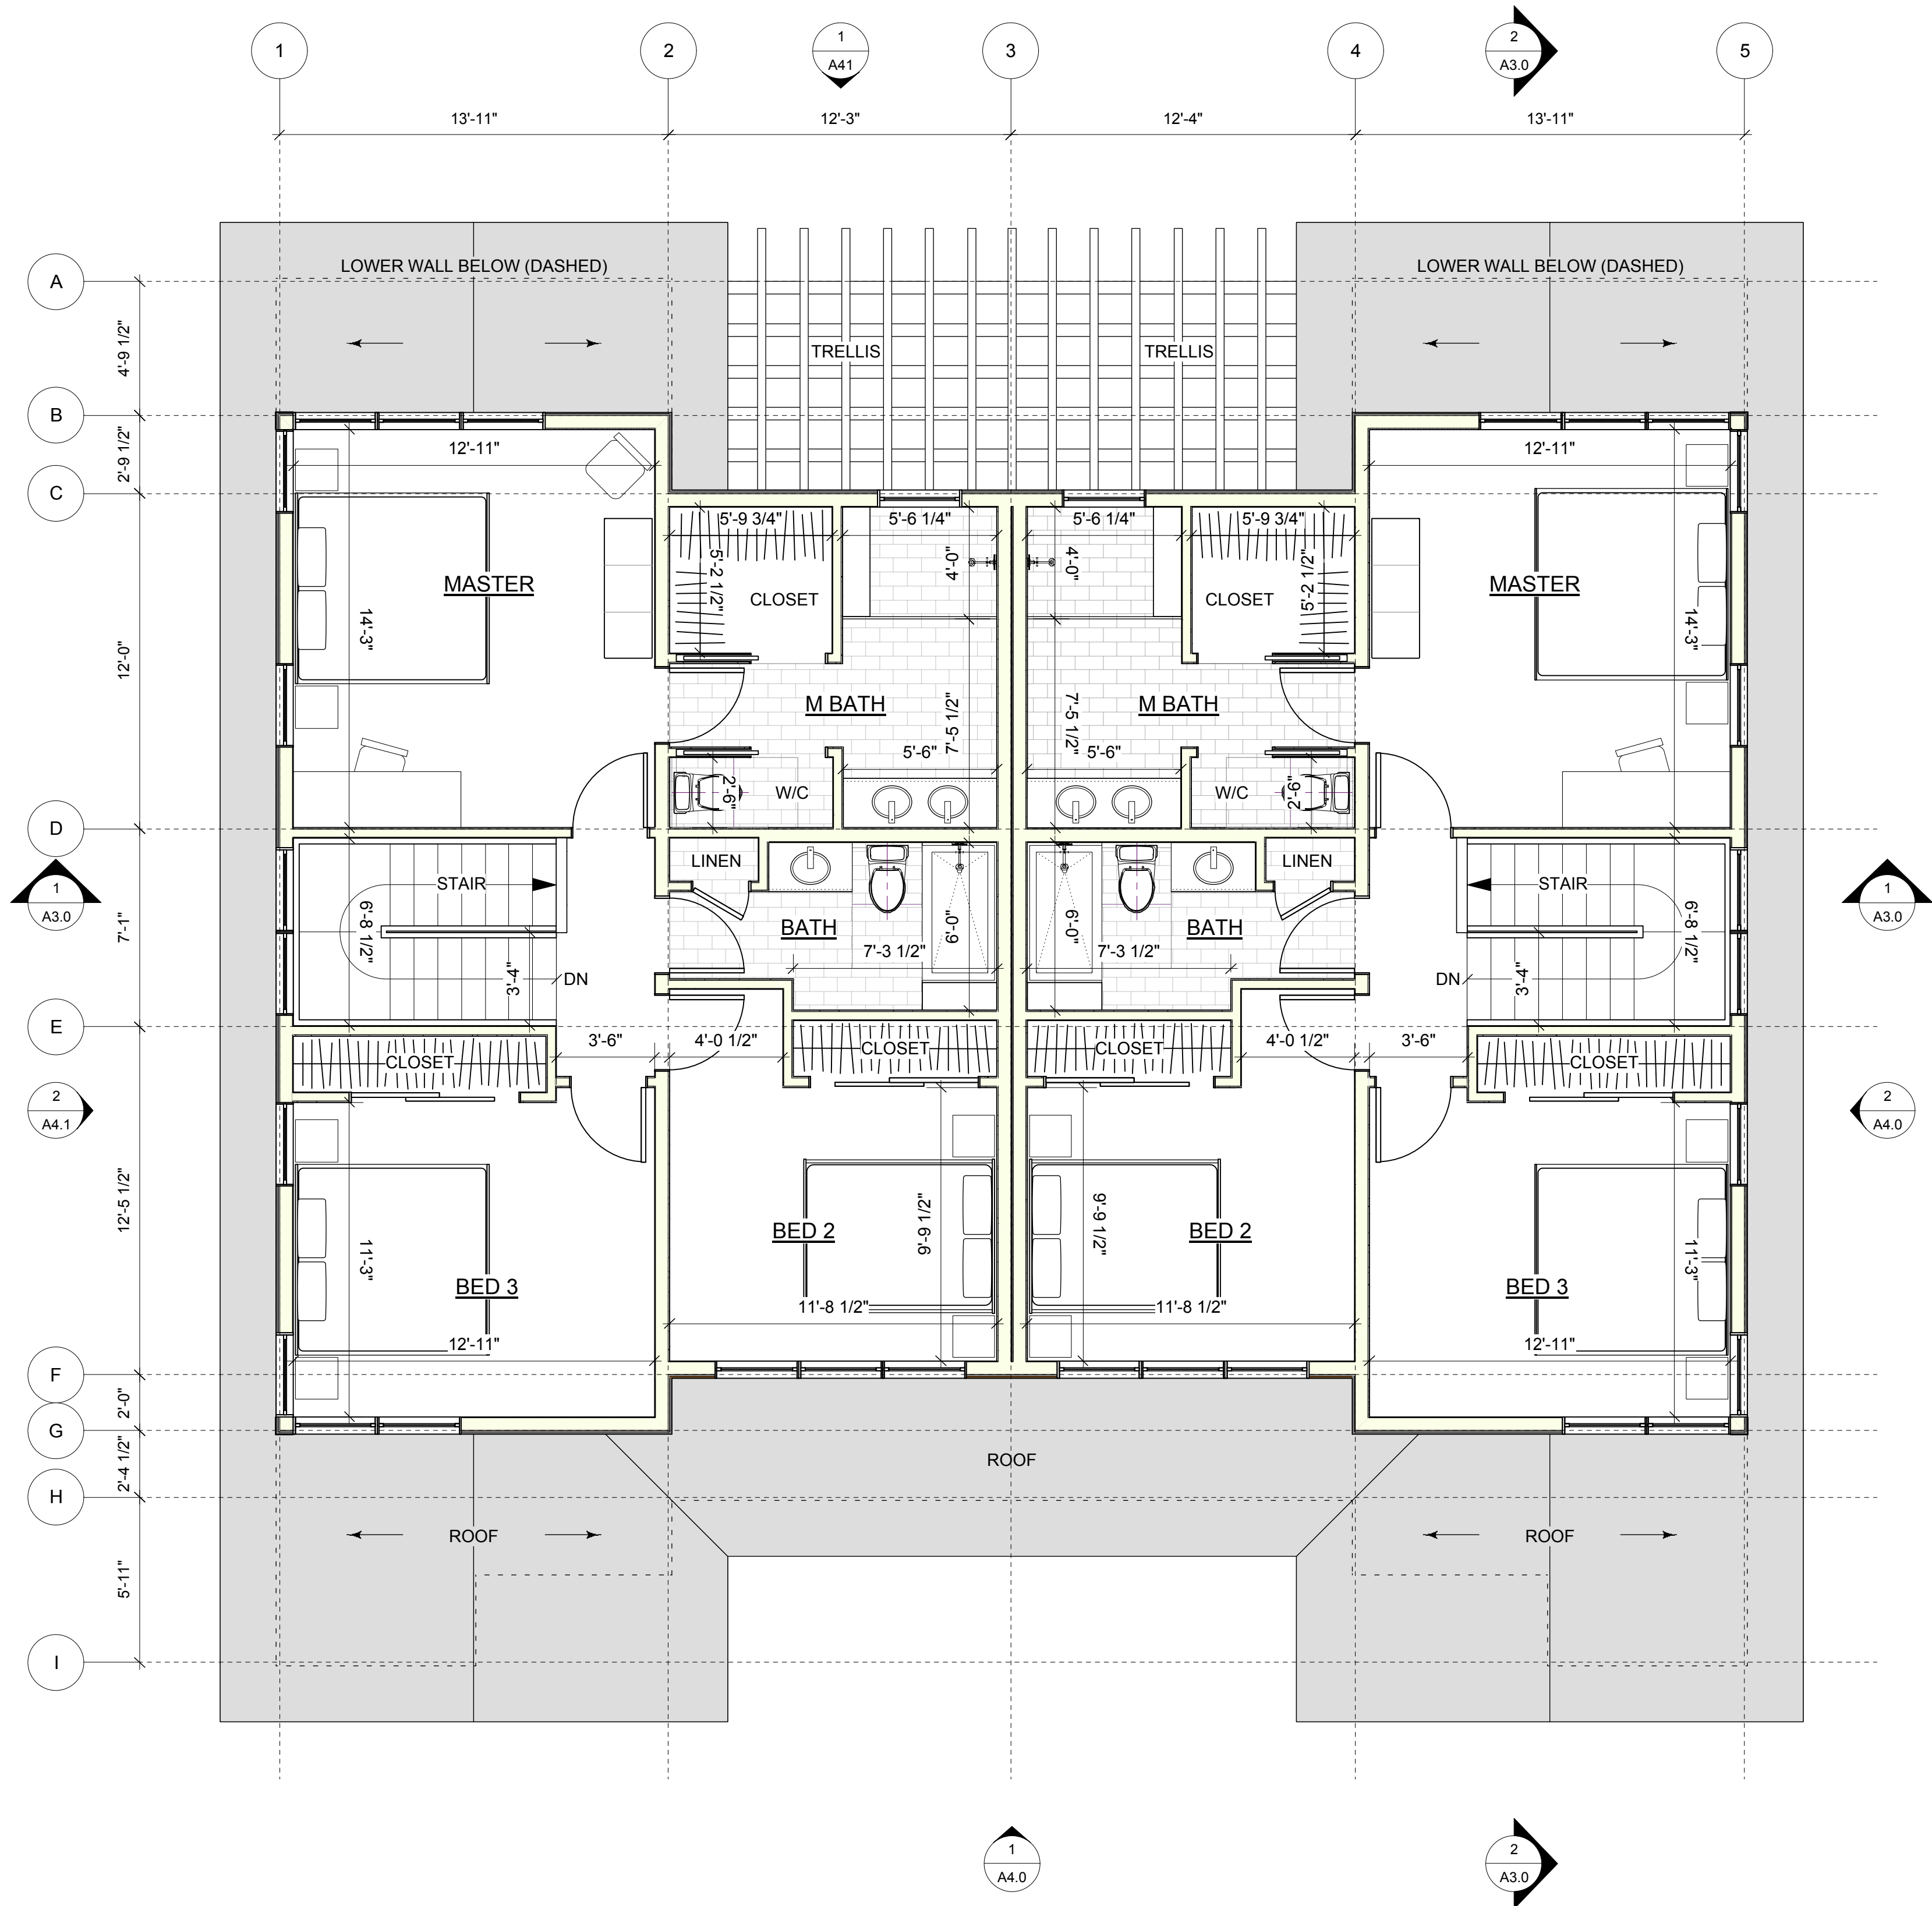 1
2
1
A41
3
4
2
A3.0
5
13'-11"
12'-3"
12'-4"
13'-11"
A
LOWER WALL BELOW (DASHED)
LOWER WALL BELOW (DASHED)
4'-9 1/2"
TRELLIS
TRELLIS
B
2'-9 1/2"
12'-11"
12'-11"
C
5'-9 3/4"
5'-6 1/4"
5'-6 1/4"
5'-9 3/4"
5'-2 1/2"
4'-0"
4'-0"
5'-2 1/2"
MASTER
CLOSET
CLOSET
MASTER
14'-3"
14'-3"
12'-0"
M BATH
M BATH
7'-5 1/2"
7'-5 1/2"
5'-6"
5'-6"
2'-6"
W/C
W/C
2'-6"
D
LINEN
LINEN
1
A3.0
STAIR
STAIR
1
A3.0
7'-1"
6'-8 1/2"
BATH
6'-0"
6'-0"
BATH
6'-8 1/2"
7'-3 1/2"
7'-3 1/2"
3'-4"
DN
DN
3'-4"
E
3'-6"
4'-0 1/2"
CLOSET
CLOSET
4'-0 1/2"
3'-6"
CLOSET
CLOSET
2
A4.1
2
A4.0
12'-5 1/2"
9'-9 1/2"
9'-9 1/2"
BED 2
BED 2
11'-3"
11'-3"
BED 3
BED 3
11'-8 1/2"
11'-8 1/2"
12'-11"
12'-11"
F
2'-0"
G
ROOF
2'-4 1/2"
H
ROOF
ROOF
5'-11"
I
1
A4.0
2
A3.0